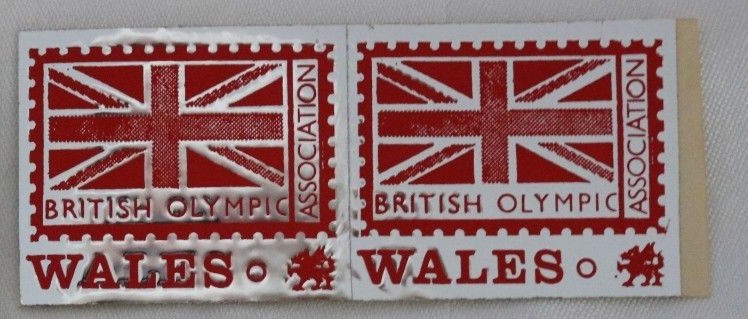 BRITISH OLYMPIC
ASSOCIATION
WALES
BRITISH OLYMPIC
ASSOCIATION
WALES